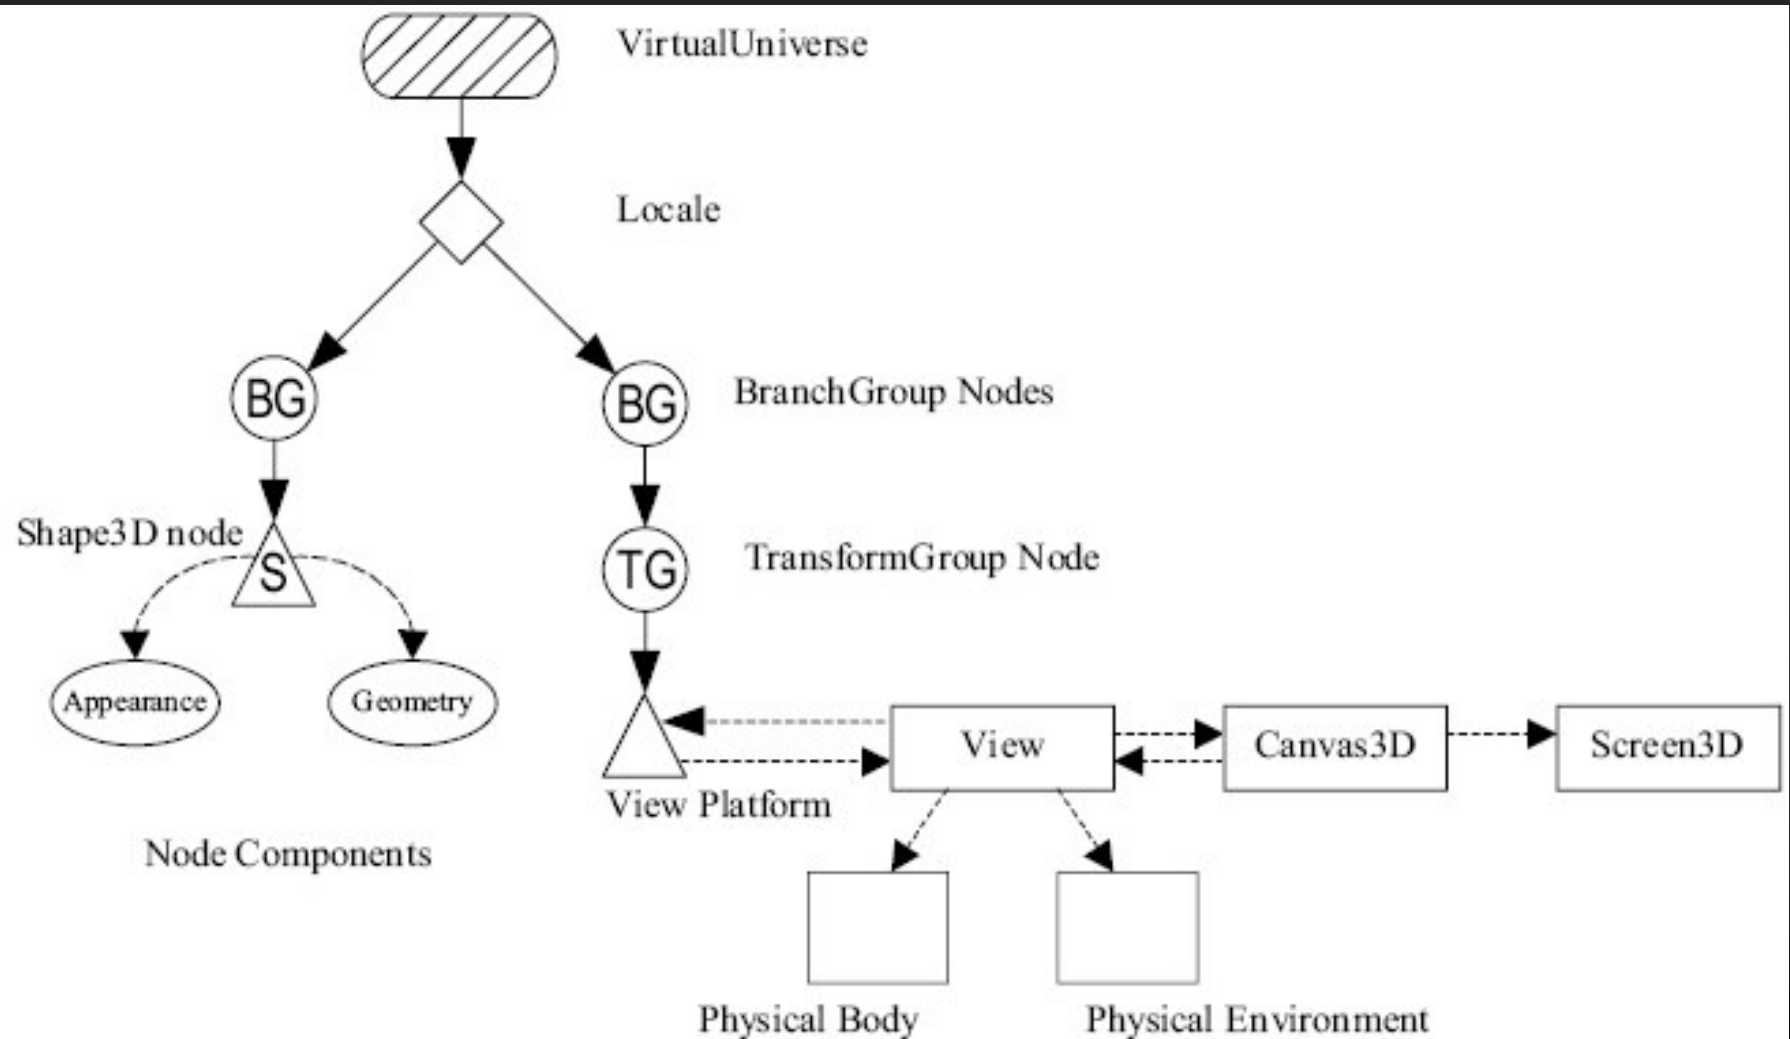 VirtualUniverse
Locale
BG
BG
BranchGroup Nodes
Shape3D node
S
TG
TransformGroup Node
Appearance
Geometry
View
Canvas3D
Screen3D
View Platform
Node Components
Physical Body
Physical Environment